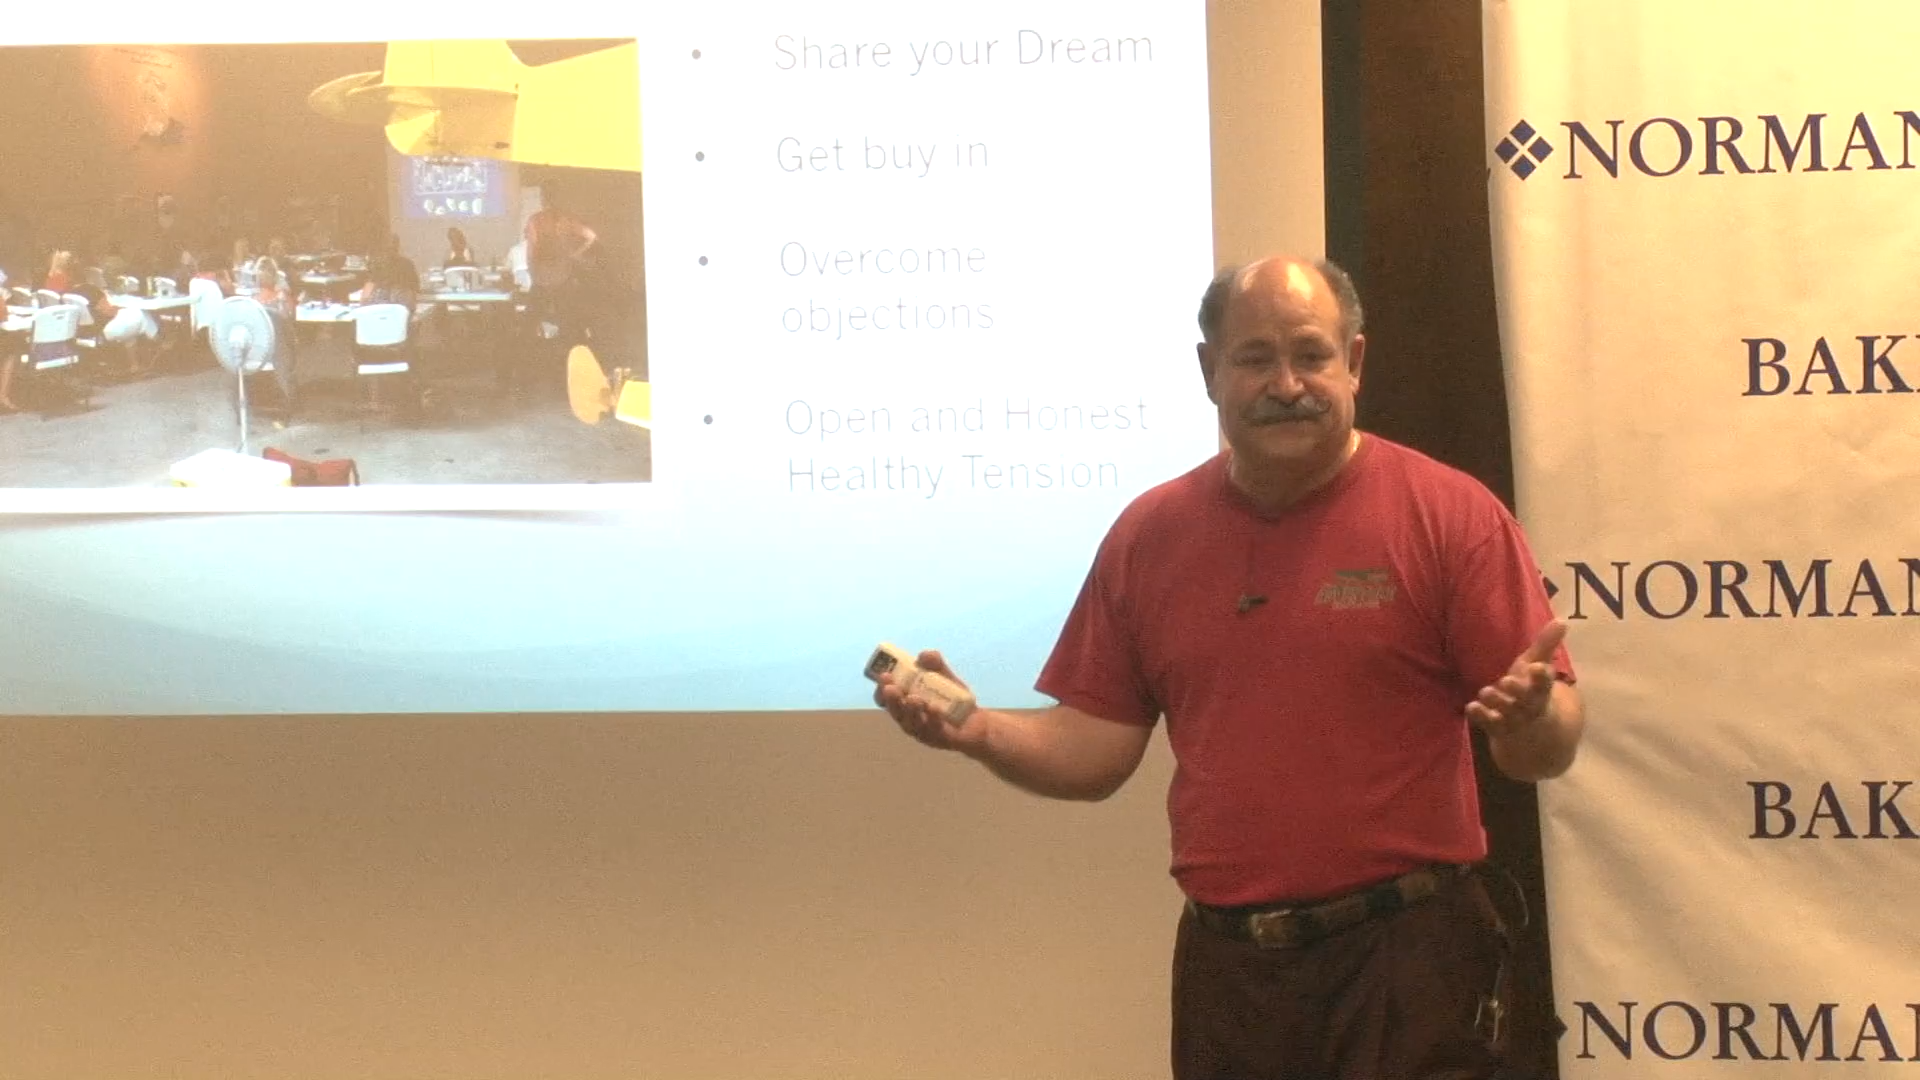 Share your Dream
Get buy in
Overcome
objections
Open and Honest
Healthy Tension
NORMAN
BAK
NORMAN
BAK
NORMAN